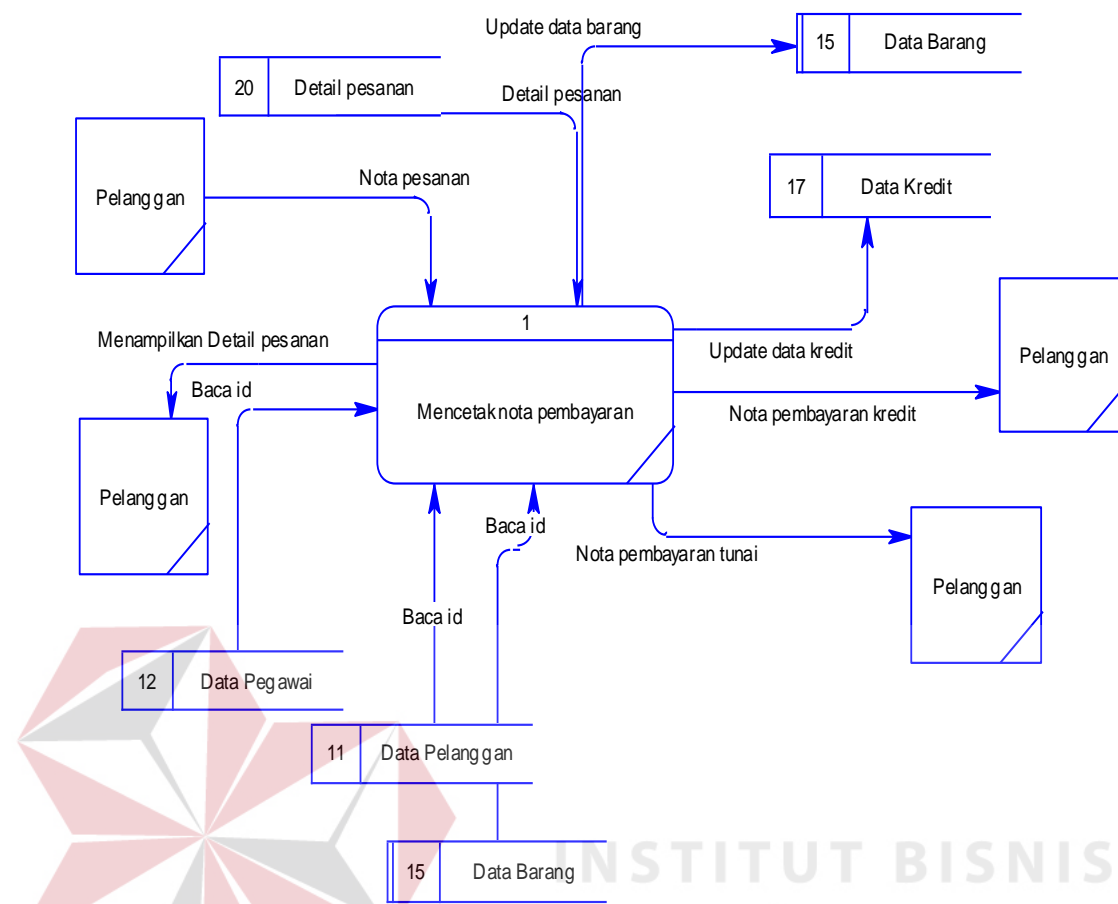 Update data barang
15 Data Barang
20 Detail pesanan
Detail pesanan
Pelanggan
Nota pesanan
17 Data Kredit
1
Menampilkan Detail pesanan
Update data kredit
Pelanggan
Baca id
Mencetak nota pembayaran
Nota pembayaran kredit
Pelanggan
Baca id
Nota pembayaran tunai
Pelanggan
Baca id
12 Data Pegawai
11 Data Pelanggan
15 Data Barang
INSTITUT BISNIS